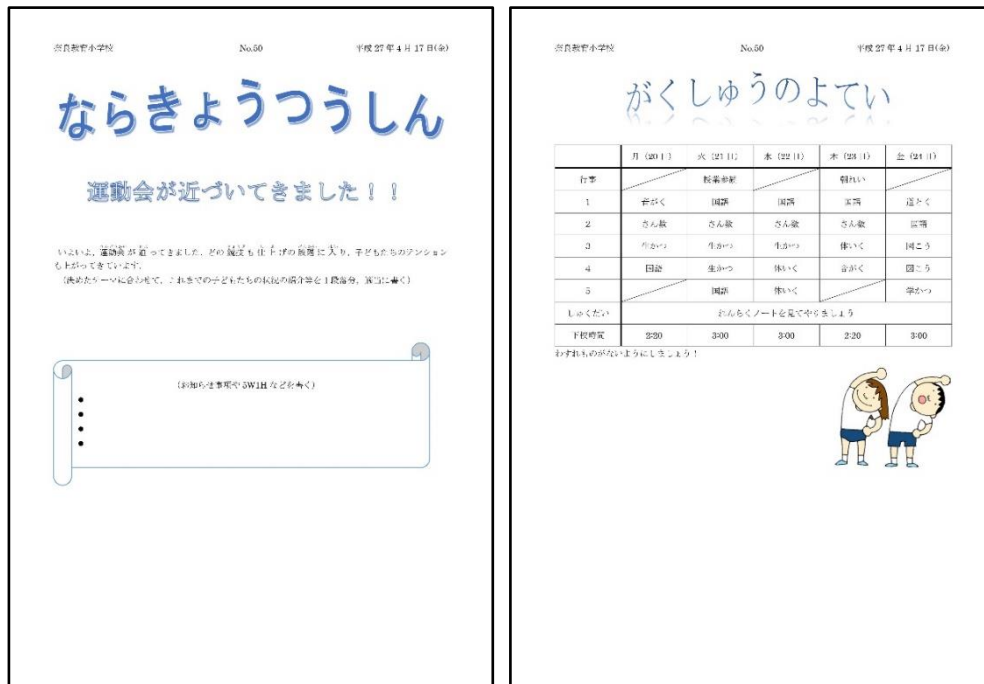 奈良教育小学校 No.50 平成27年4月17日(金)
ならきょうつうしん
運動会が近づいてきました！！
いよいよ、運動会が迫ってきました。どの競技も仕上げの段階に入り、子どもたちのテンション
も上がってきています。
（決めたテーマに合わせて、これまでの子どもたちの状況の紹介等を1段落分、適当に書く）
（お知らせ事項や5W1Hなどを書く）
●
●
●
●
奈良教育小学校 No.50 平成27年4月17日(金)
がくしゅうのよてい
月（20日） 火（21日） 水（22日） 木（23日） 金（24日）
行事 授業参観 朝れい
1 音がく 国語 国語 国語 道とく
2 さん数 さん数 さん数 さん数 国語
3 生かつ 生かつ 生かつ 体いく 図こう
4 国語 生かつ 体いく 音がく 図こう
5 国語 体いく 学かつ
しゅくだい れんらくノートを見てやりましょう
下校時間 2:20 3:00 3:00 2:20 3:00
わすれものがないようにしましょう！